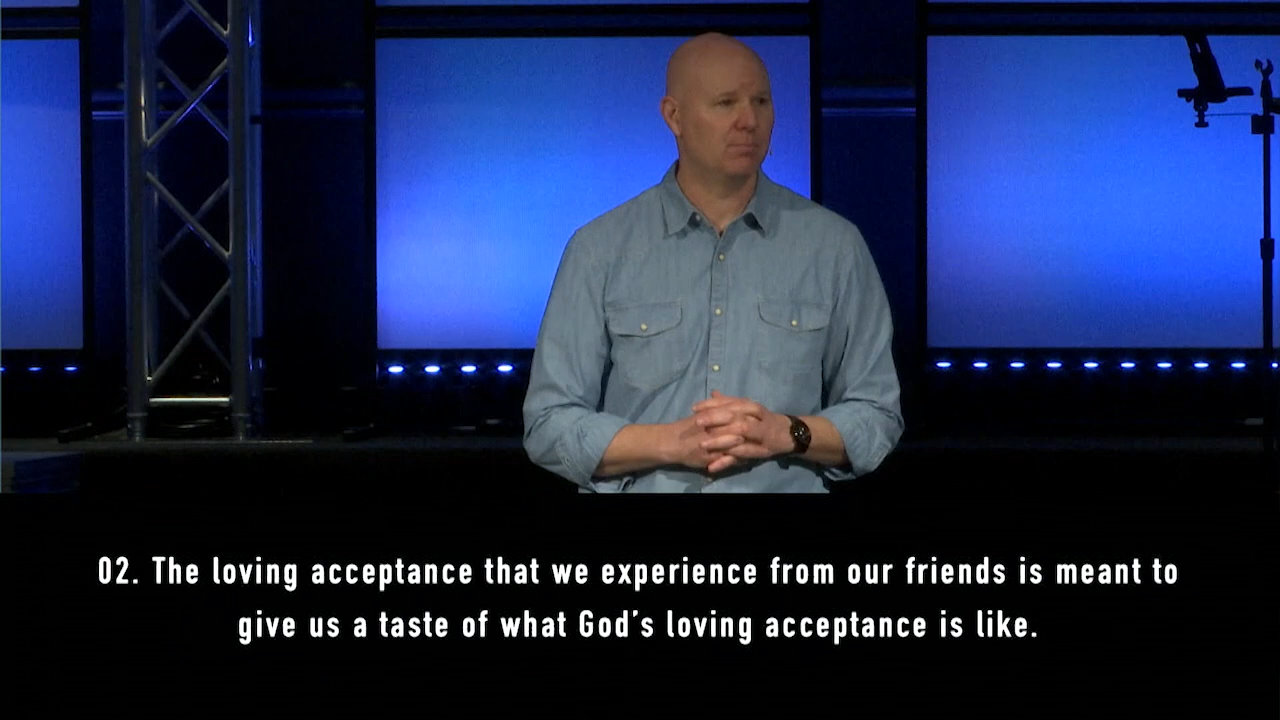 02. The loving acceptance that we experience from our friends is meant to
give us a taste of what God's loving acceptance is like.